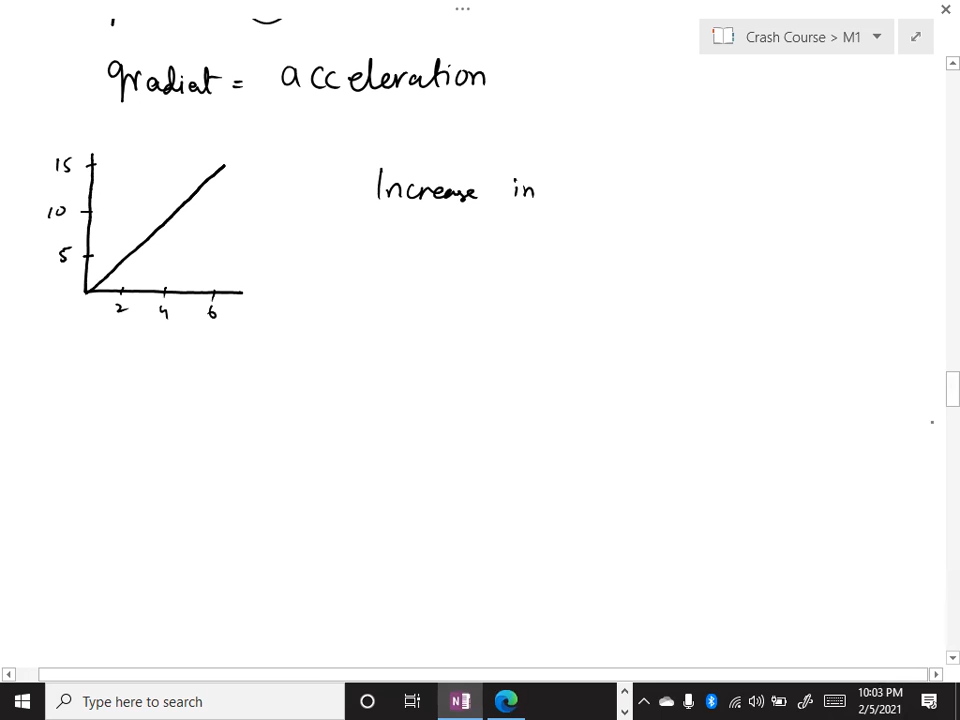 Crash Course > M1
gradiat = acceleration
15
Increase in
10
5
2 4 6
Type here to search
10:03 PM
2/5/2021